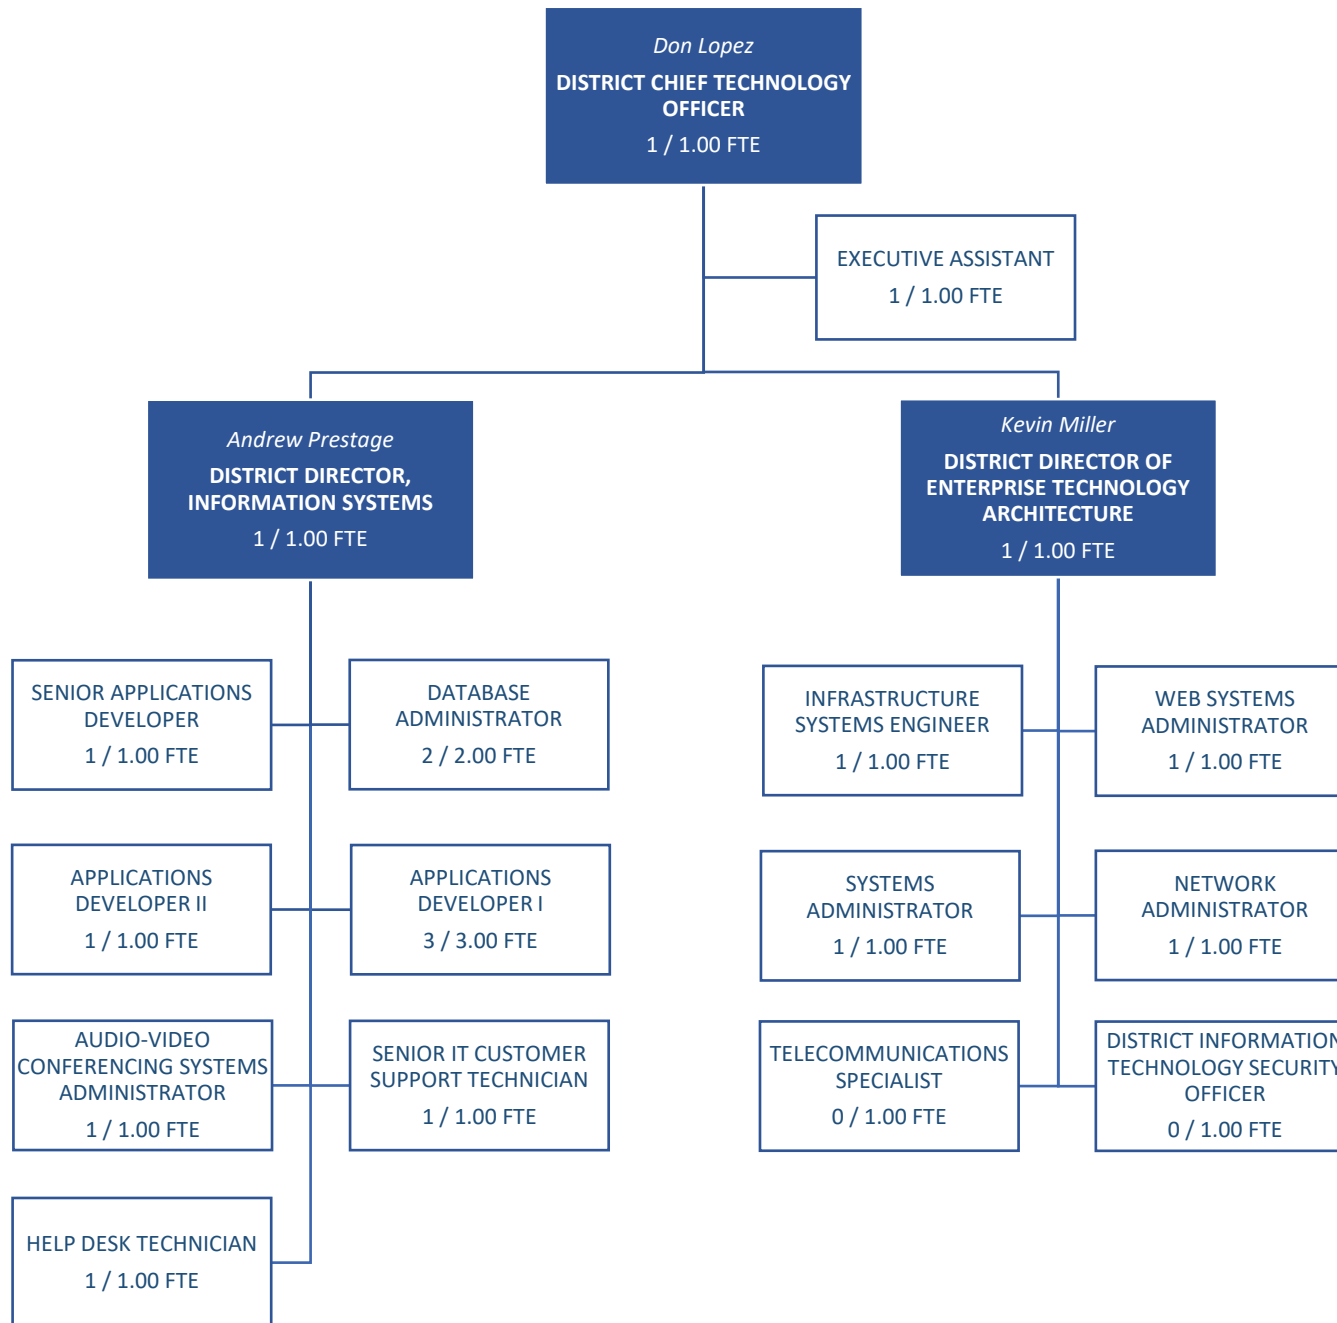 Don Lopez
DISTRICT CHIEF TECHNOLOGY
OFFICER
1 / 1.00 FTE
EXECUTIVE ASSISTANT
1 / 1.00 FTE
Andrew Prestage
DISTRICT DIRECTOR,
INFORMATION SYSTEMS
1 / 1.00 FTE
Kevin Miller
DISTRICT DIRECTOR OF
ENTERPRISE TECHNOLOGY
ARCHITECTURE
1 / 1.00 FTE
SENIOR APPLICATIONS
DEVELOPER
1 / 1.00 FTE
DATABASE
ADMINISTRATOR
2 / 2.00 FTE
INFRASTRUCTURE
SYSTEMS ENGINEER
1 / 1.00 FTE
WEB SYSTEMS
ADMINISTRATOR
1 / 1.00 FTE
APPLICATIONS
DEVELOPER II
1 / 1.00 FTE
APPLICATIONS
DEVELOPER I
3 / 3.00 FTE
SYSTEMS
ADMINISTRATOR
1 / 1.00 FTE
NETWORK
ADMINISTRATOR
1 / 1.00 FTE
AUDIO-VIDEO
CONFERENCING SYSTEMS
ADMINISTRATOR
1 / 1.00 FTE
SENIOR IT CUSTOMER
SUPPORT TECHNICIAN
1 / 1.00 FTE
TELECOMMUNICATIONS
SPECIALIST
0 / 1.00 FTE
DISTRICT INFORMATION
TECHNOLOGY SECURITY
OFFICER
0 / 1.00 FTE
HELP DESK TECHNICIAN
1 / 1.00 FTE